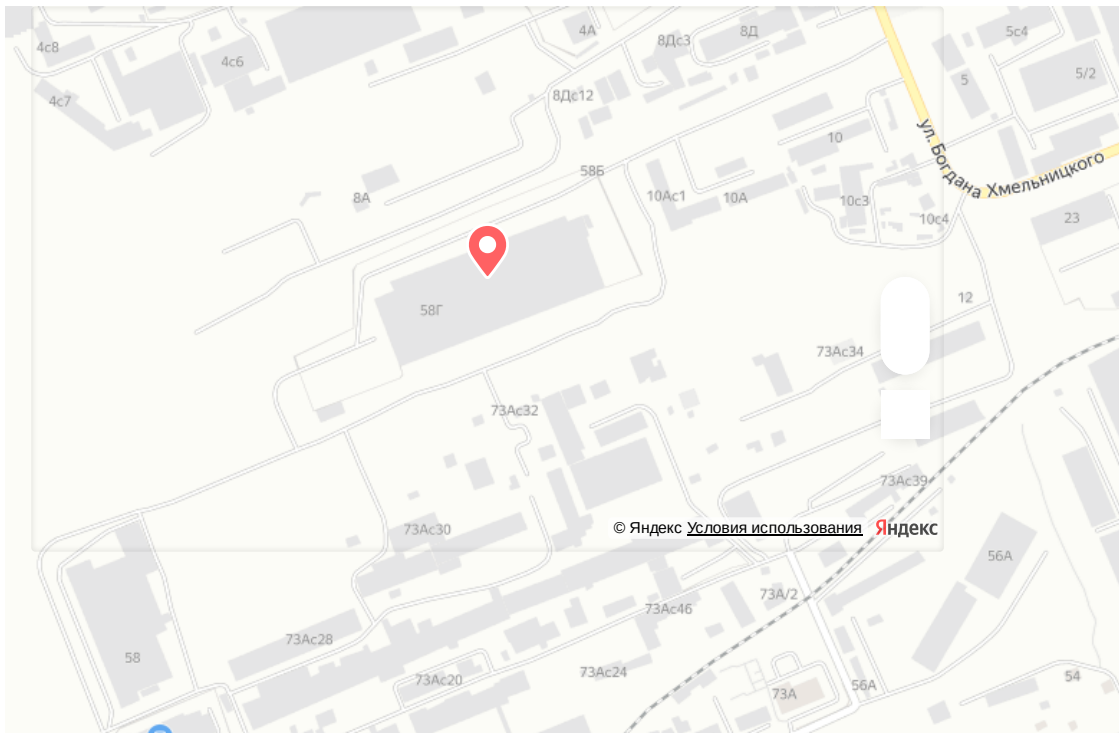 4А
8Д
5с4
4с8
8Дс3
4с6
5/2
5
4с7
8Дс12
ул. Богдана Хмельницкого
10
58Б
8А
10Ас1
10А
10с3
10с4
23
12
58Г
73Ас34
73Ас32
73Ас39
73Ас30
© Яндекс Условия использования Яндекс
56А
73А/2
73Ас46
73Ас28
58
73Ас24
73Ас20
54
56А
73А